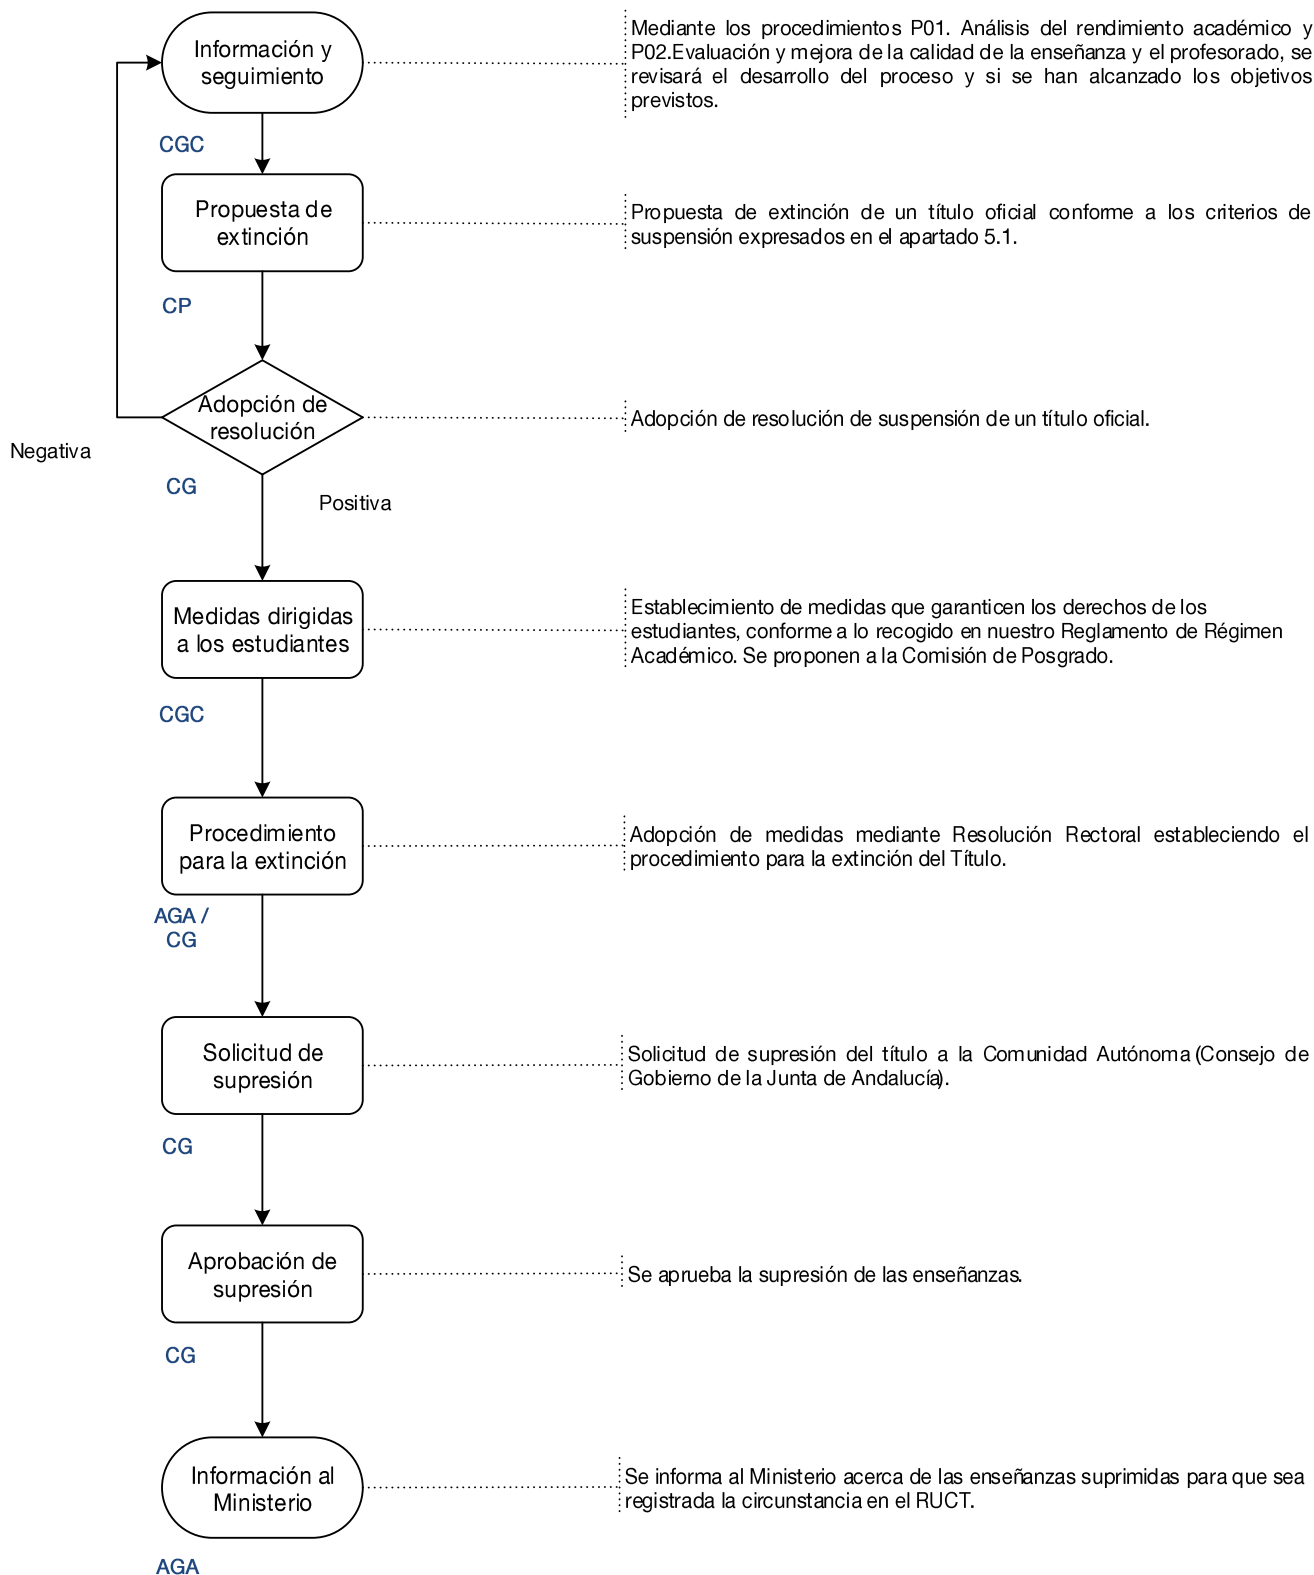 Información y
seguimiento
Mediante los procedimientos P01. Análisis del rendimiento académico y
P02.Evaluación y mejora de la calidad de la enseñanza y el profesorado, se
revisará el desarrollo del proceso y si se han alcanzado los objetivos
previstos.
CGC
Propuesta de
extinción
Propuesta de extinción de un título oficial conforme a los criterios de
suspensión expresados en el apartado 5.1.
CP
Adopción de
resolución
Adopción de resolución de suspensión de un título oficial.
Negativa
CG
Positiva
Medidas dirigidas
a los estudiantes
Establecimiento de medidas que garanticen los derechos de los
estudiantes, conforme a lo recogido en nuestro Reglamento de Régimen
Académico. Se proponen a la Comisión de Posgrado.
CGC
Procedimiento
para la extinción
Adopción de medidas mediante Resolución Rectoral estableciendo el
procedimiento para la extinción del Título.
AGA /
CG
Solicitud de
supresión
Solicitud de supresión del título a la Comunidad Autónoma (Consejo de
Gobierno de la Junta de Andalucía).
CG
Aprobación de
supresión
Se aprueba la supresión de las enseñanzas.
CG
Información al
Ministerio
Se informa al Ministerio acerca de las enseñanzas suprimidas para que sea
registrada la circunstancia en el RUCT.
AGA